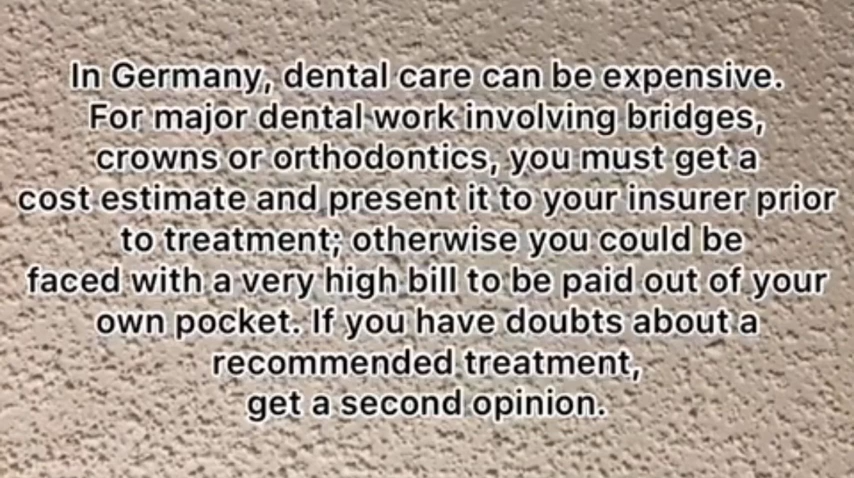 In Germany, dental care can be expensive.
For major dental work involving bridges,
crowns or orthodontics, you must get a
cost estimate and present it to your insurer prior
to treatment; otherwise you could be
faced with a very high bill to be paid out of your
own pocket. If you have doubts about a
recommended treatment,
get a second opinion.